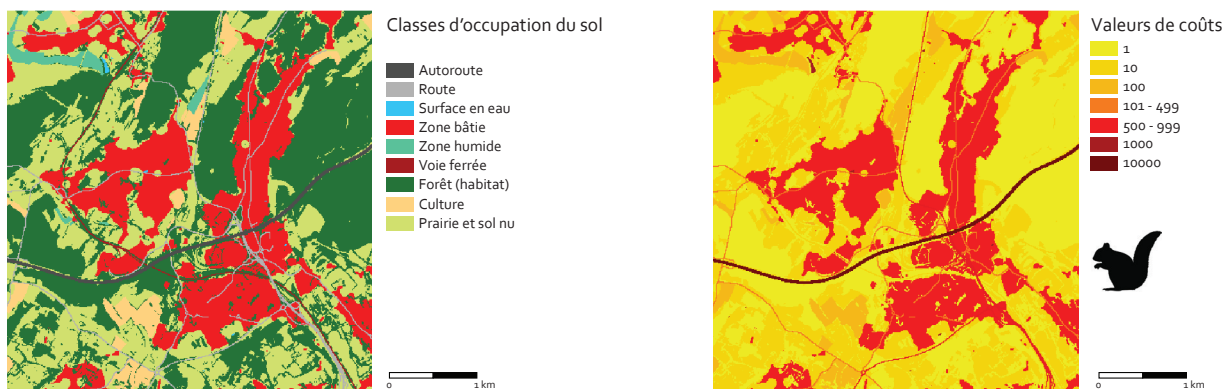 Classes d'occupation du sol
Autoroute
Route
Surface en eau
Zone bâtie
Zone humide
Voie ferrée
Forêt (habitat)
Culture
Prairie et sol nu
0 1 km
Valeurs de coûts
1
10
100
101 - 499
500 - 999
1000
10000
0 1 km